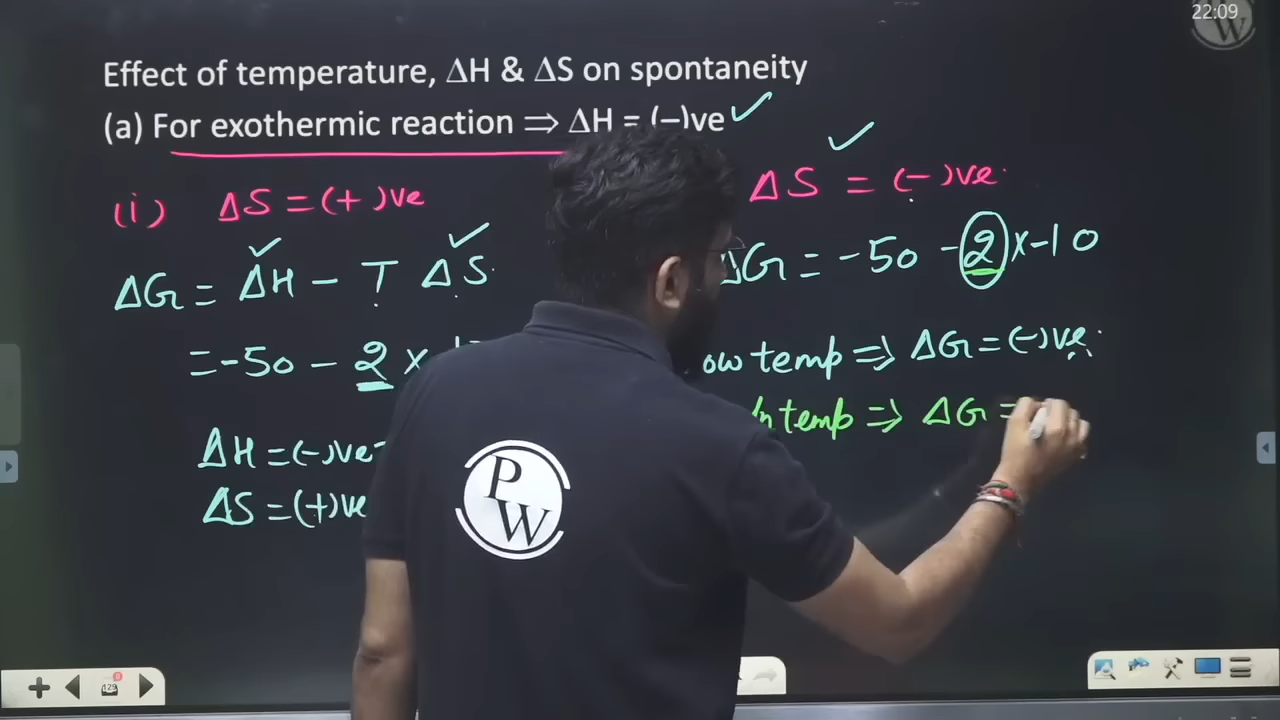 22:09
W
Effect of temperature, ΔH & ΔS on spontaneity
(a) For exothermic reaction ⇒ ΔH = (–)ve
(i) ΔS = (+)ve
ΔG = ΔH – T ΔS
= -50 – 2 ×
ΔH = (-)ve
ΔS = (+)ve
ΔS = (-)ve
ΔG = -50 - 2 × -10
ow temp ⇒ ΔG = (-)ve
temp ⇒ ΔG =
P
W
129